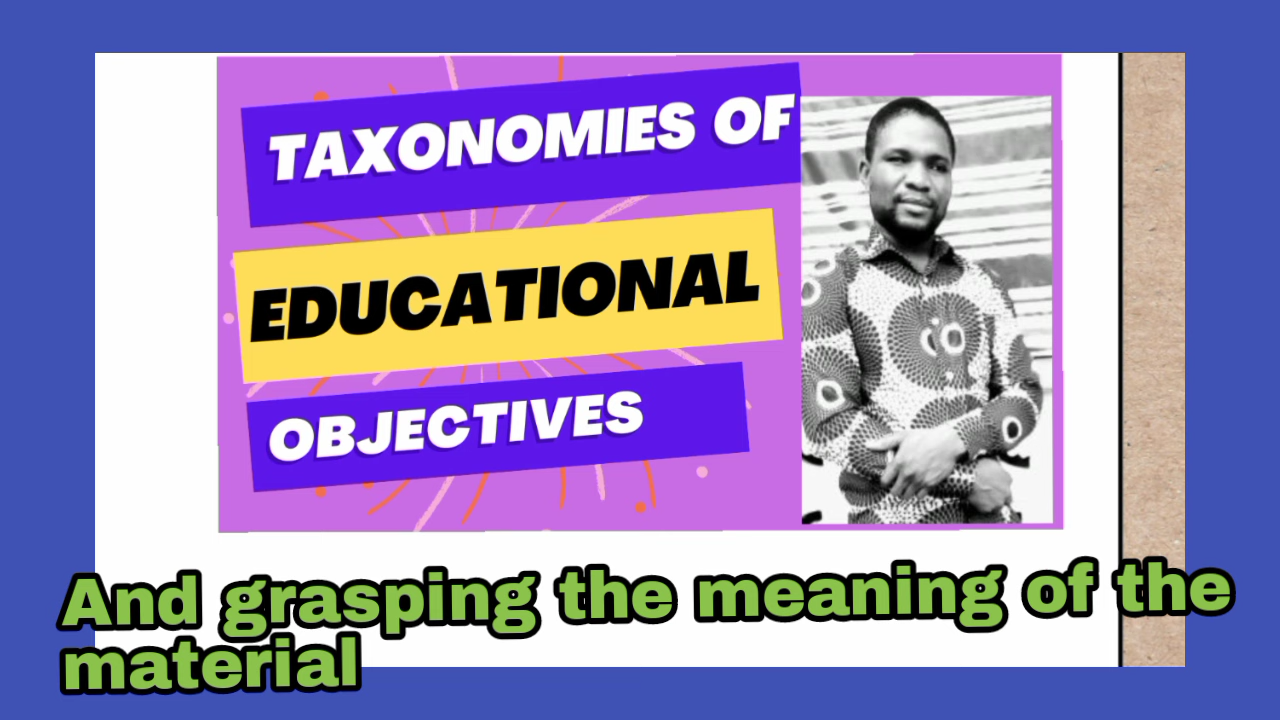 TAXONOMIES OF
EDUCATIONAL
OBJECTIVES
And grasping the meaning of the
material